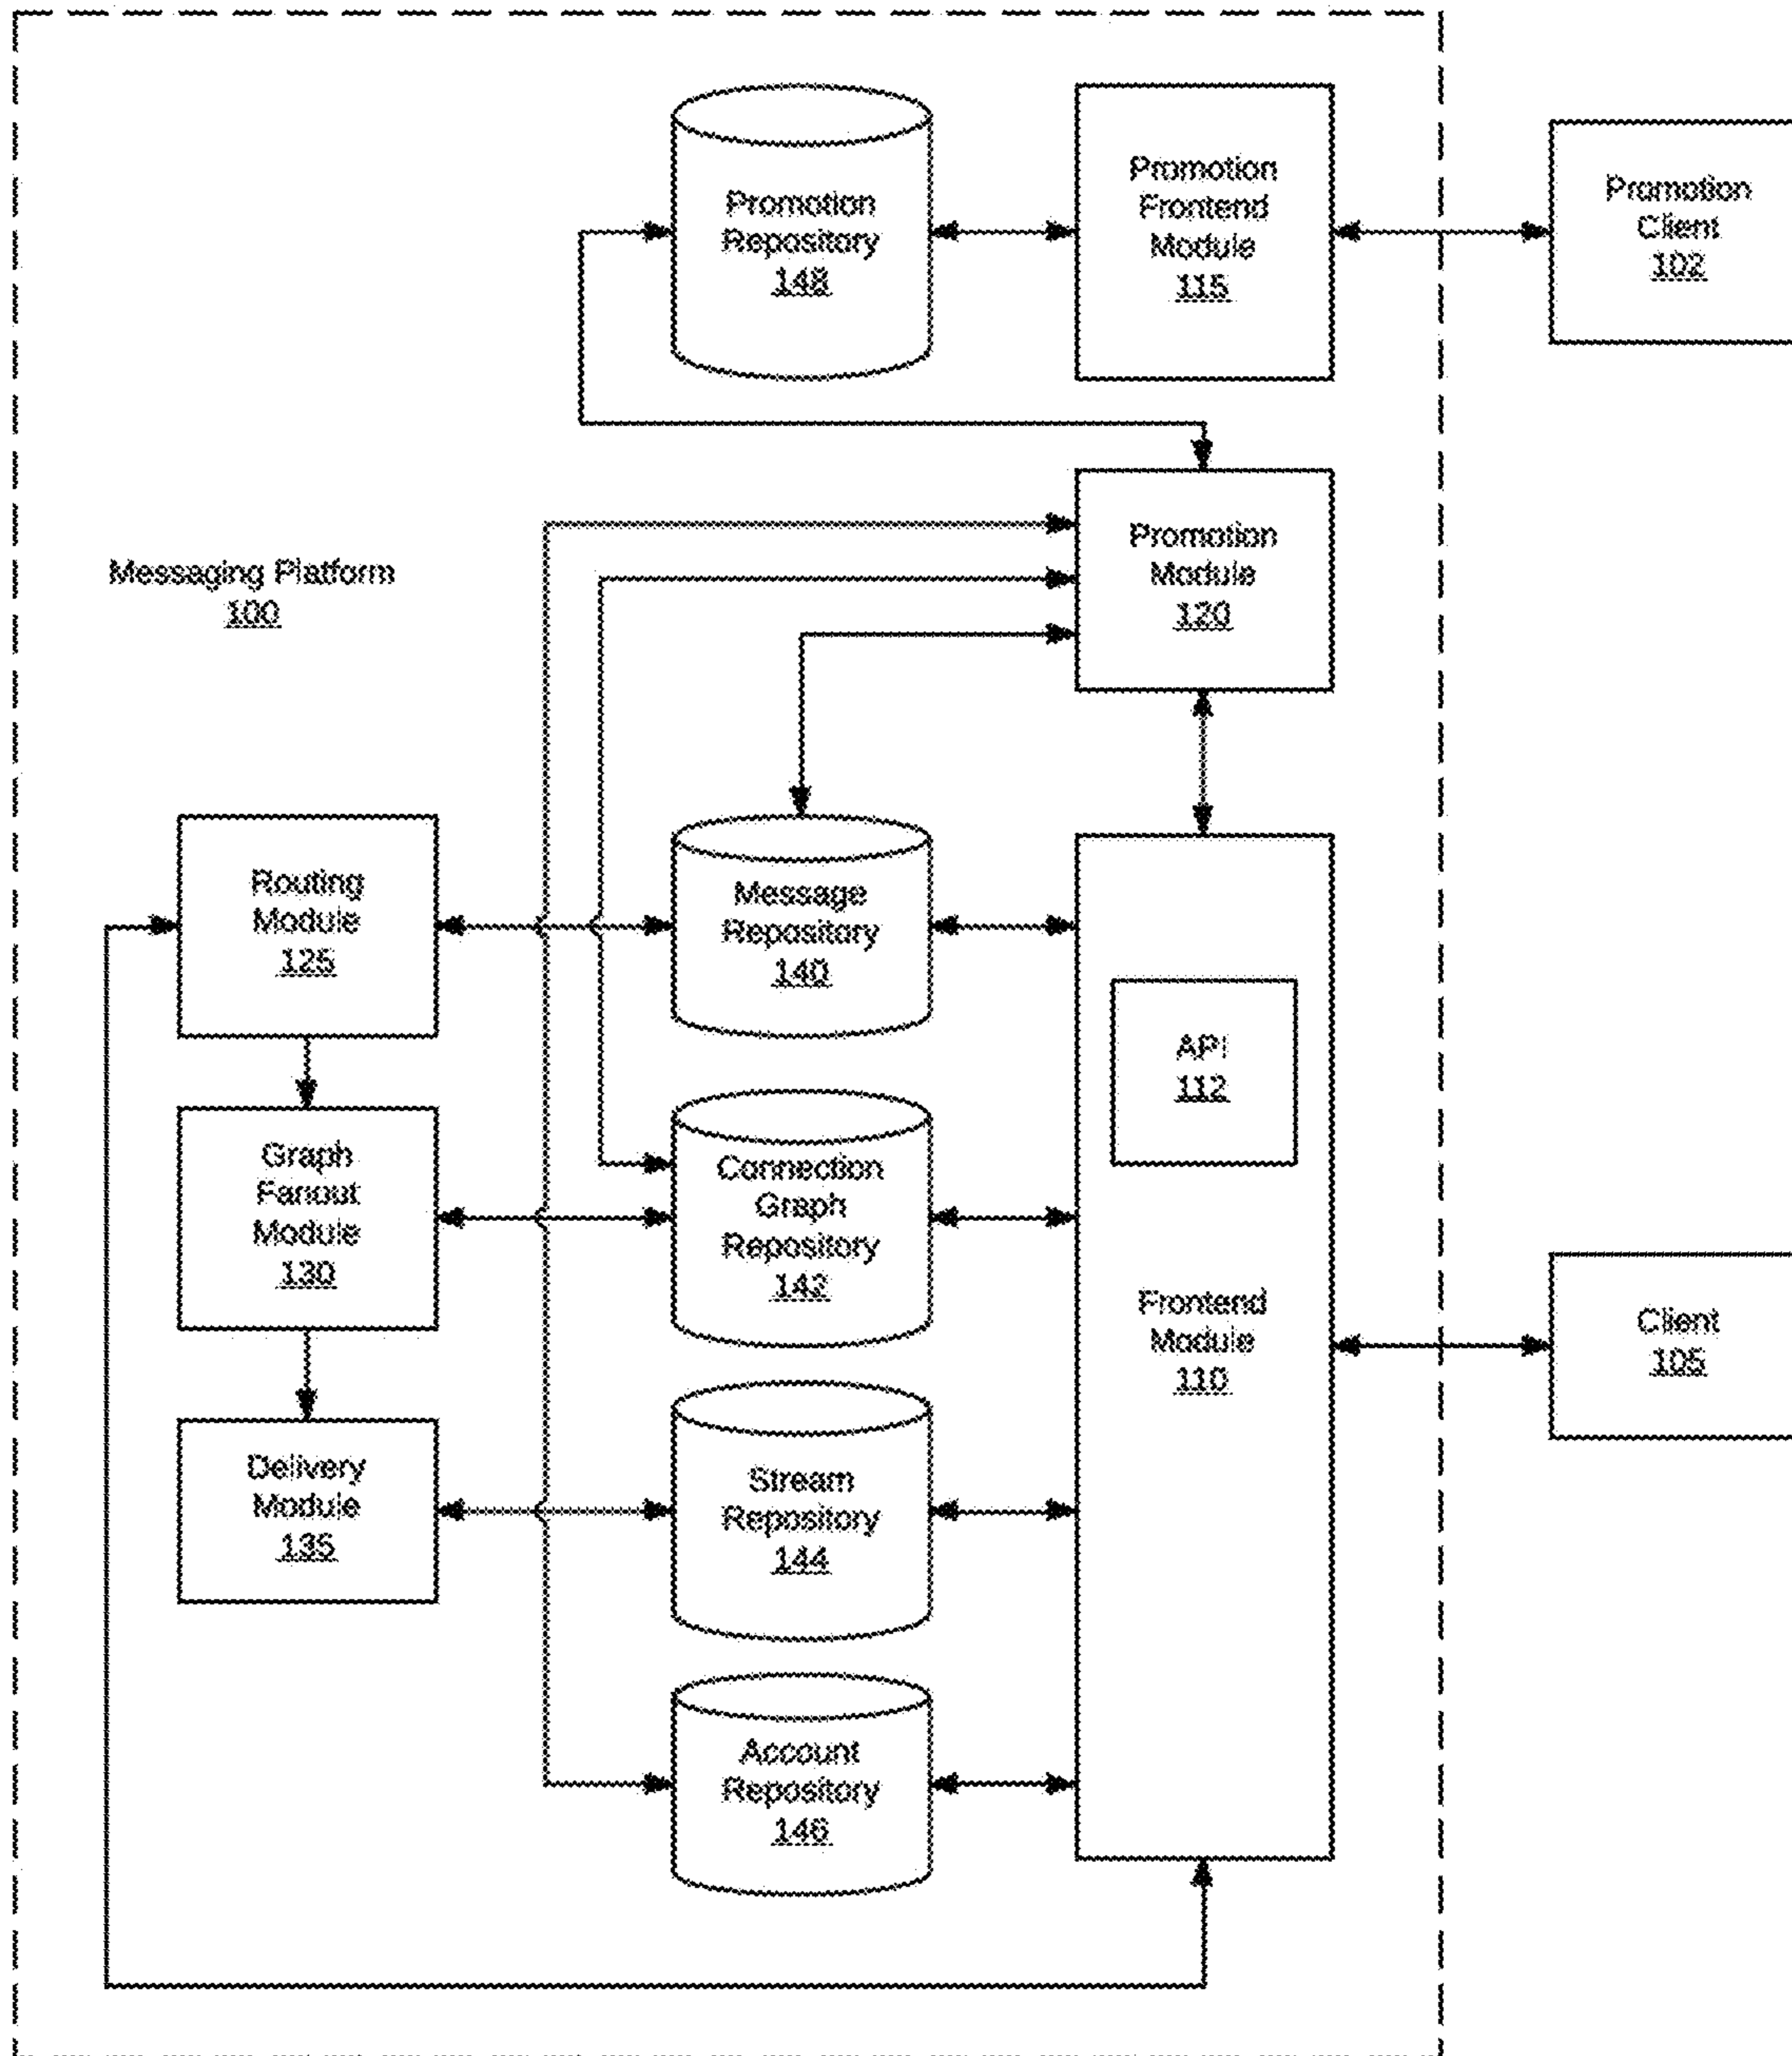 Promotion
Repository
148
Promotion
Frontend
Module
115
Promotion
Client
102
Messaging Platform
100
Promotion
Module
120
Routing
Module
125
Message
Repository
140
API
112
Graph
Fanout
Module
130
Connection
Graph
Repository
142
Frontend
Module
110
Client
105
Delivery
Module
135
Stream
Repository
144
Account
Repository
146